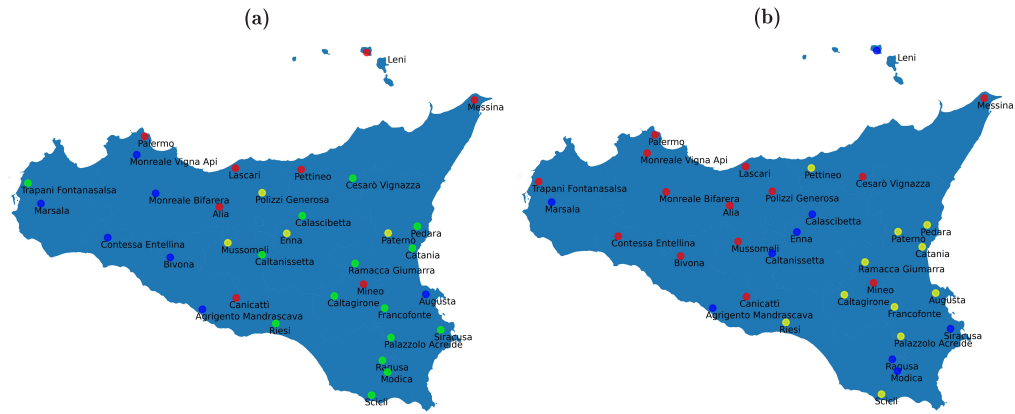 (a)
(b)
Leni
Messina
Palermo
Monreale Vigna Api
Lascari
Pettineo
Cesarò Vignazza
Trapani Fontanasalsa
Monreale Bifarera
Polizzi Generosa
Marsala
Alia
Calascibetta
Contessa Entellina
Mussomeli
Enna
Paternò
Pedara
Catania
Bivona
Caltanissetta
Ramacca Giumarra
Mineo
Canicattì
Caltagirone
Augusta
Agrigento Mandrascava
Francofonte
Riesi
Siracusa
Palazzolo Acreide
Ragusa
Modica
Scicli
Leni
Messina
Palermo
Monreale Vigna Api
Lascari
Pettineo
Cesarò Vignazza
Trapani Fontanasalsa
Monreale Bifarera
Polizzi Generosa
Marsala
Alia
Calascibetta
Contessa Entellina
Mussomeli
Enna
Paternò
Pedara
Catania
Bivona
Caltanissetta
Ramacca Giumarra
Mineo
Canicattì
Caltagirone
Augusta
Agrigento Mandrascava
Francofonte
Riesi
Siracusa
Palazzolo Acreide
Ragusa
Modica
Scicli